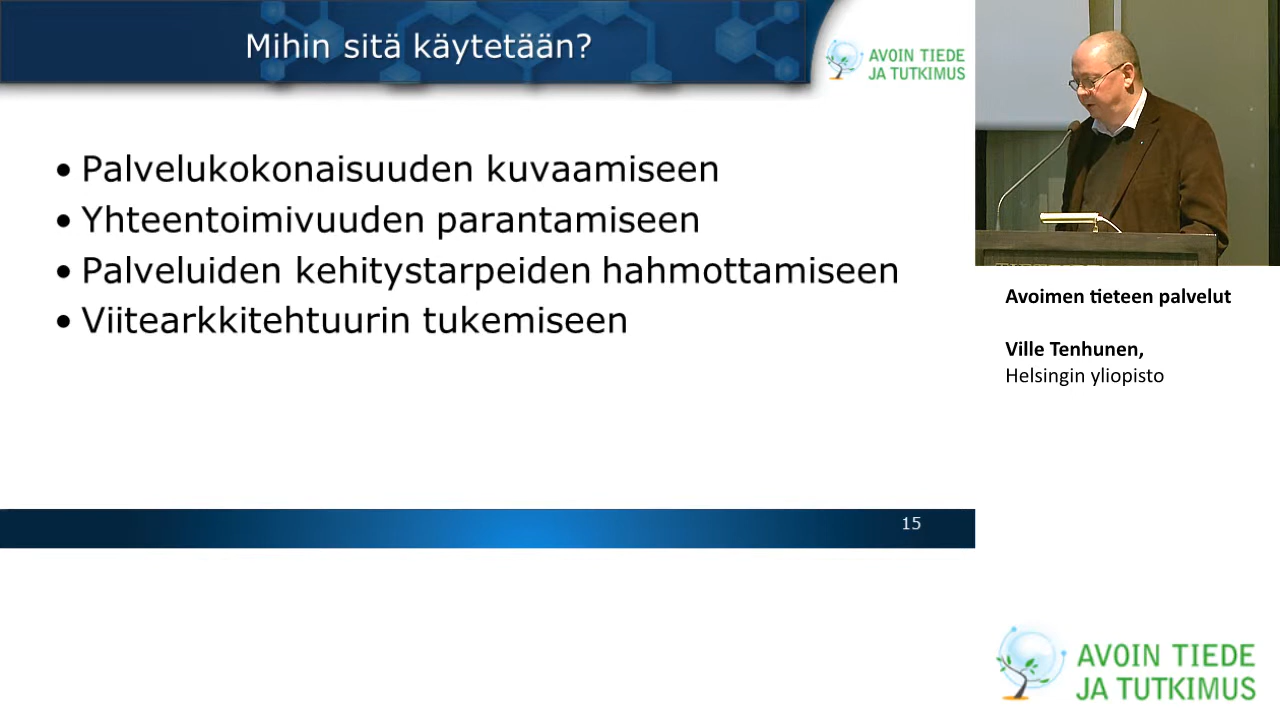 Mihin sitä käytetään?
AVOIN TIEDE
JA TUTKIMUS
• Palvelukokonaisuuden kuvaamiseen
• Yhteentoimivuuden parantamiseen
• Palveluiden kehitystarpeiden hahmottamiseen
• Viitearkkitehtuurin tukemiseen
15
Avoimen tieteen palvelut
Ville Tenhunen,
Helsingin yliopisto
AVOIN TIEDE
JA TUTKIMUS